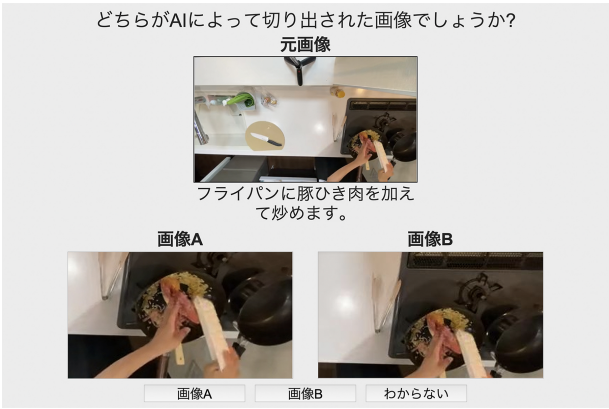 どちらがAIによって切り出された画像でしょうか?
元画像
フライパンに豚ひき肉を加え
て炒めます。
画像A
画像B
画像A
画像B
わからない